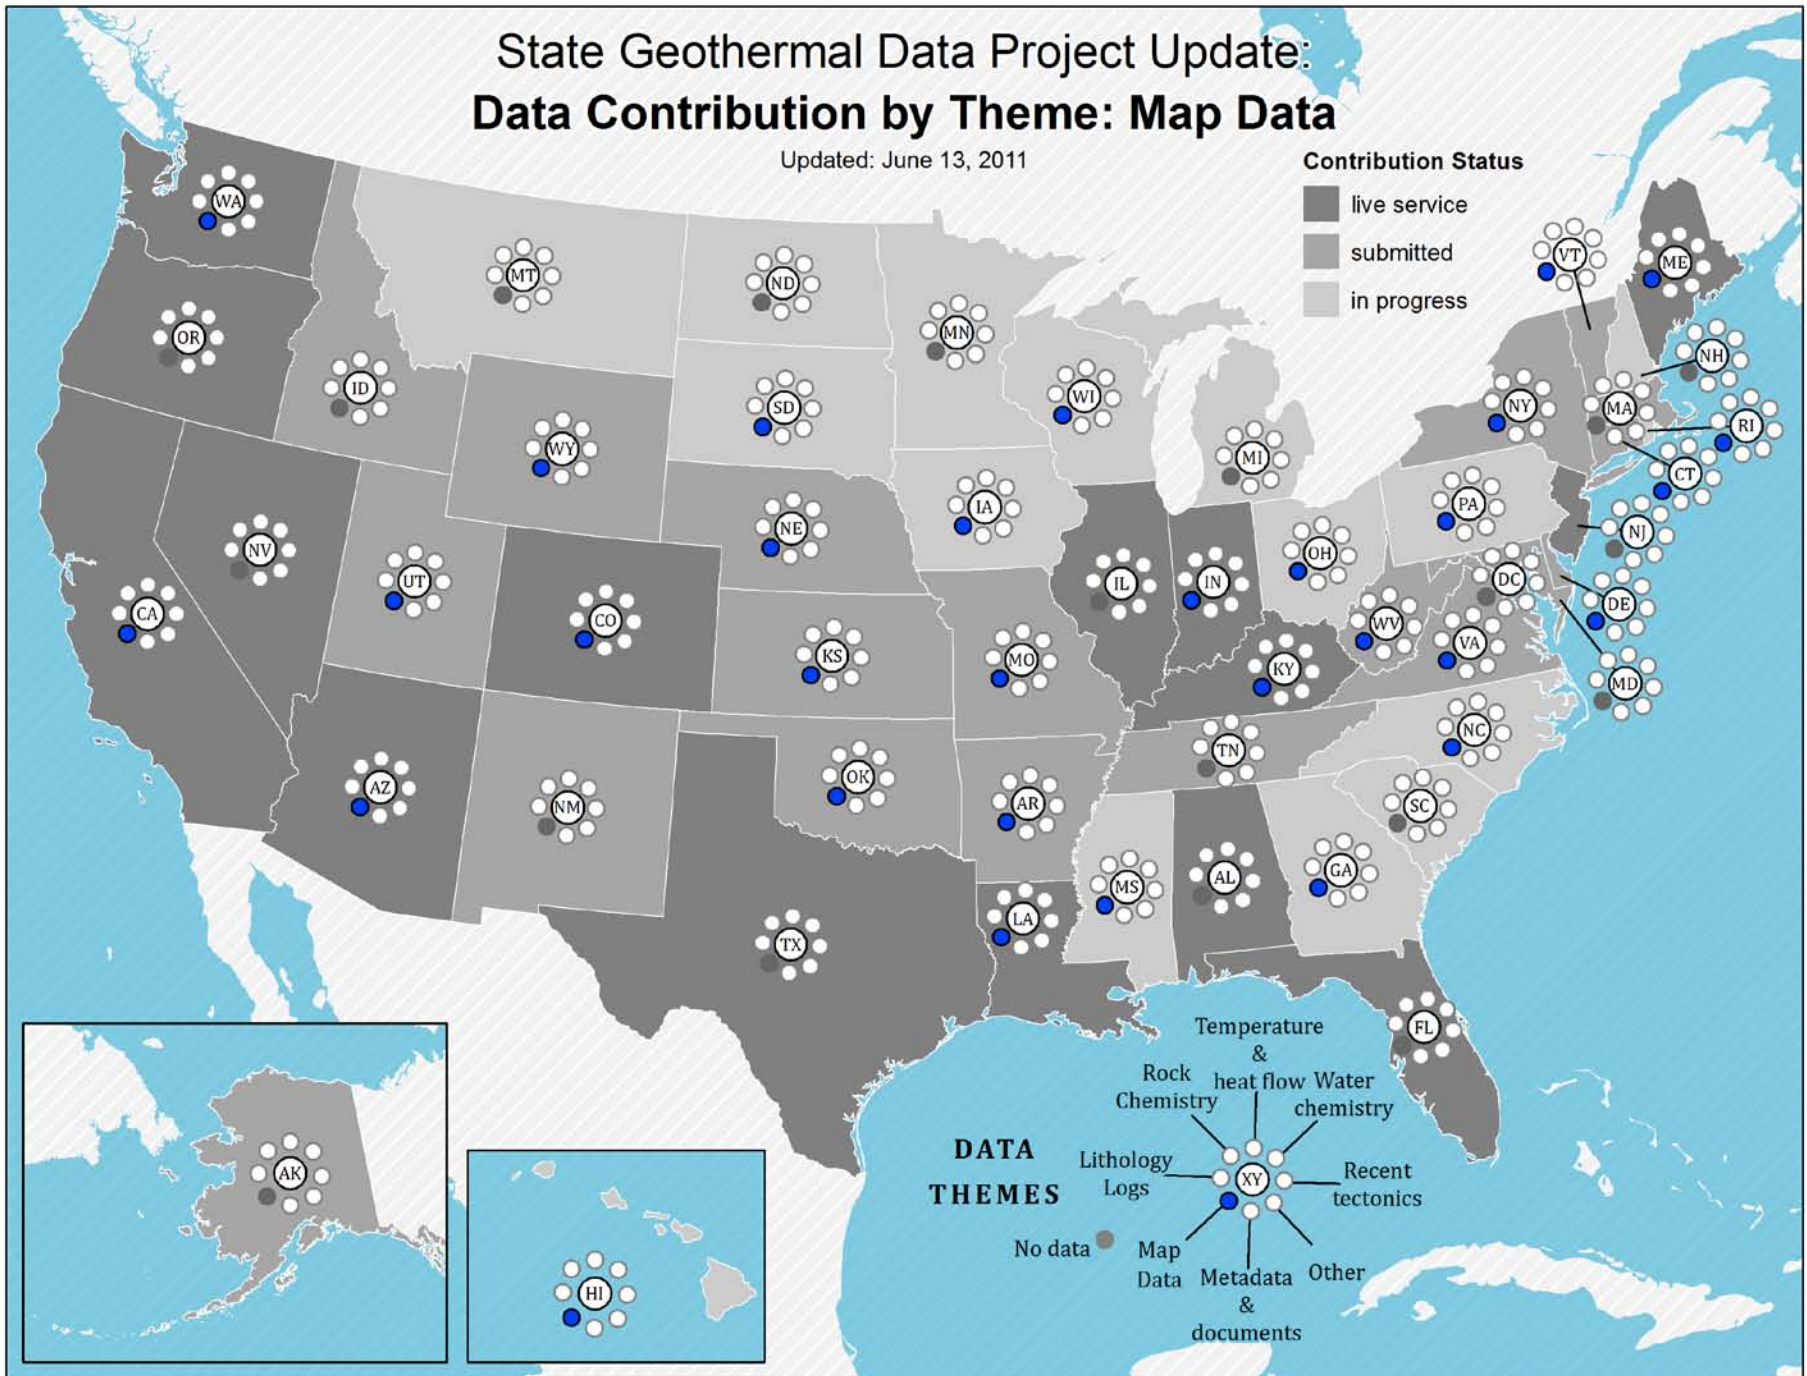 State Geothermal Data Project Update:
Data Contribution by Theme: Map Data
Updated: June 13, 2011
Contribution Status
live service
submitted
in progress
WA
MT
ND
MN
VT
ME
OR
ID
WY
SD
WI
MI
NY
MA
NH
RI
CT
NV
UT
NE
IA
PA
NJ
CA
CO
KS
MO
IL
IN
OH
WV
VA
DC
DE
MD
KY
AZ
NM
OK
AR
TN
NC
SC
TX
LA
MS
AL
GA
FL
AK
HI
DATA
THEMES
Temperature
&
heat flow
Rock
Chemistry
Water
chemistry
Lithology
Logs
XY
Recent
tectonics
No data
Map
Data
Metadata
&
documents
Other